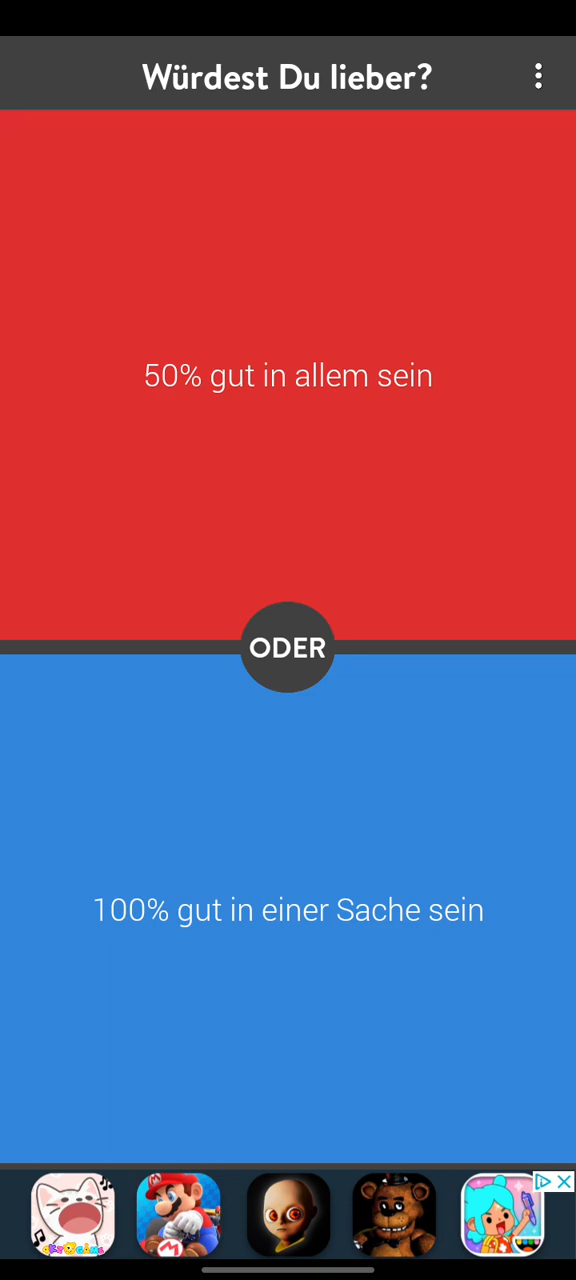 Würdest Du lieber?
50% gut in allem sein
ODER
100% gut in einer Sache sein